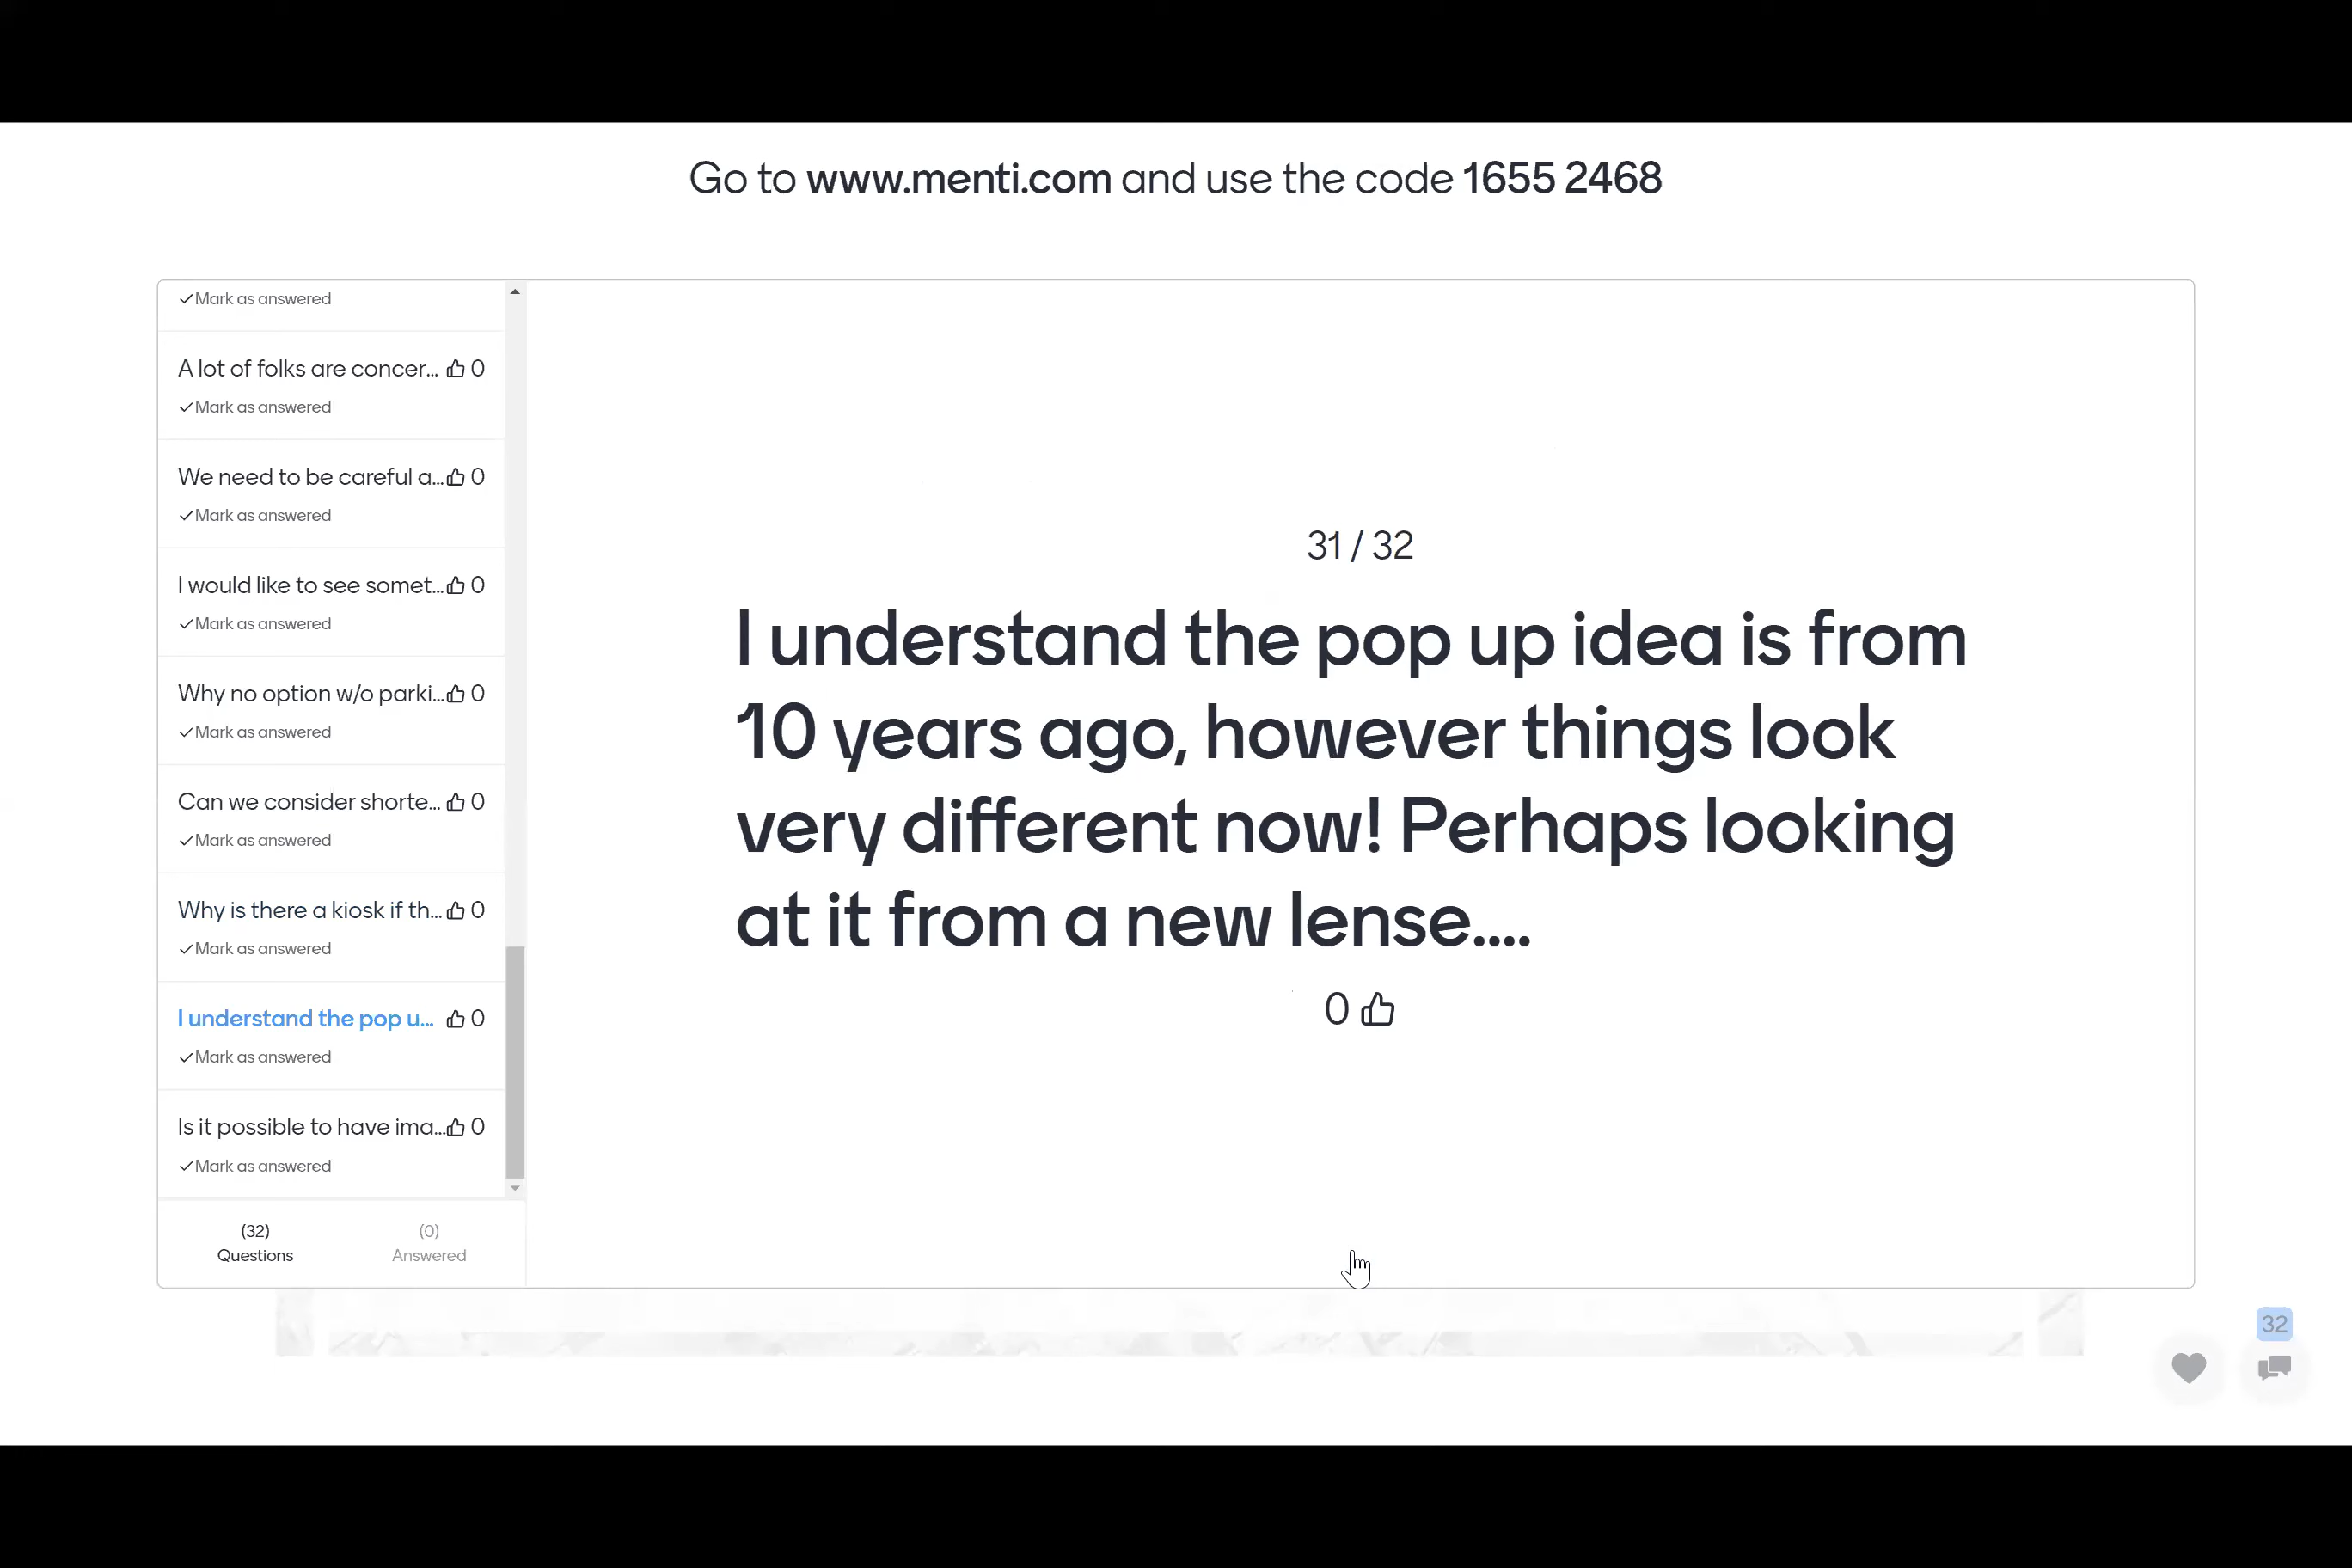 Go to www.menti.com and use the code 1655 2468
Mark as answered
A lot of folks are concer... 0
Mark as answered
We need to be careful a... 0
Mark as answered
I would like to see somet... 0
Mark as answered
Why no option w/o parki... 0
Mark as answered
Can we consider shorte... 0
Mark as answered
Why is there a kiosk if th... 0
Mark as answered
I understand the pop u... 0
Mark as answered
Is it possible to have ima... 0
Mark as answered
(32)
Questions
(0)
Answered
31 / 32
I understand the pop up idea is from
10 years ago, however things look
very different now! Perhaps looking
at it from a new lense....
0
32